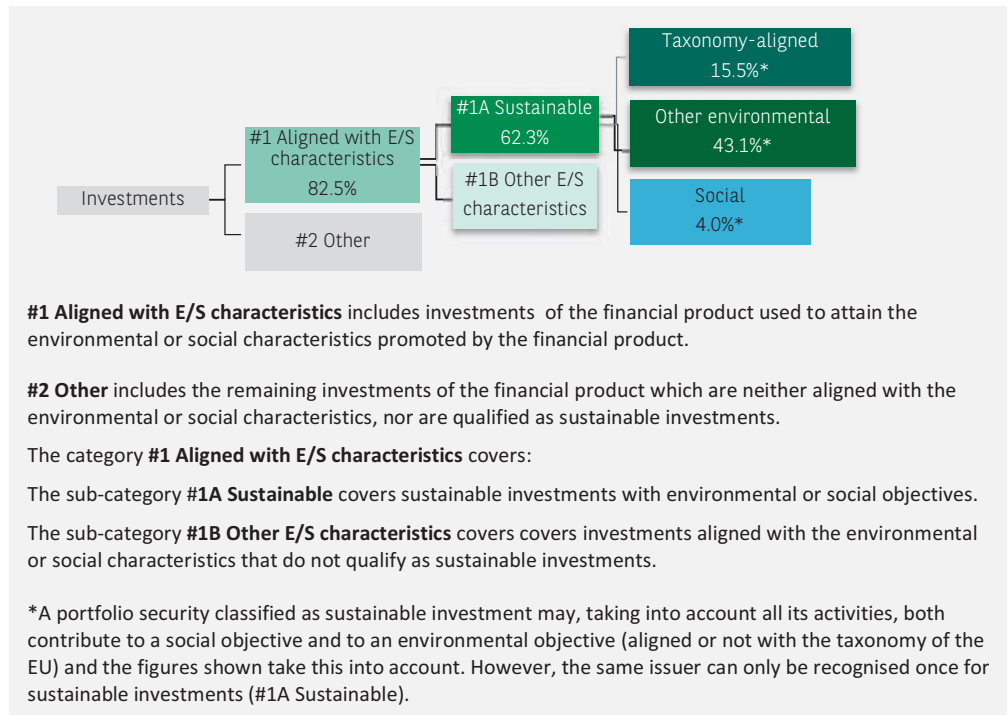 Taxonomy-aligned
15.5%*
#1A Sustainable
62.3%
Other environmental
43.1%*
#1 Aligned with E/S
characteristics
82.5%
#1B Other E/S
characteristics
Investments
Social
4.0%*
#2 Other
#1 Aligned with E/S characteristics includes investments of the financial product used to attain the
environmental or social characteristics promoted by the financial product.
#2 Other includes the remaining investments of the financial product which are neither aligned with the
environmental or social characteristics, nor are qualified as sustainable investments.
The category #1 Aligned with E/S characteristics covers:
The sub-category #1A Sustainable covers sustainable investments with environmental or social objectives.
The sub-category #1B Other E/S characteristics covers covers investments aligned with the environmental
or social characteristics that do not qualify as sustainable investments.
*A portfolio security classified as sustainable investment may, taking into account all its activities, both
contribute to a social objective and to an environmental objective (aligned or not with the taxonomy of the
EU) and the figures shown take this into account. However, the same issuer can only be recognised once for
sustainable investments (#1A Sustainable).